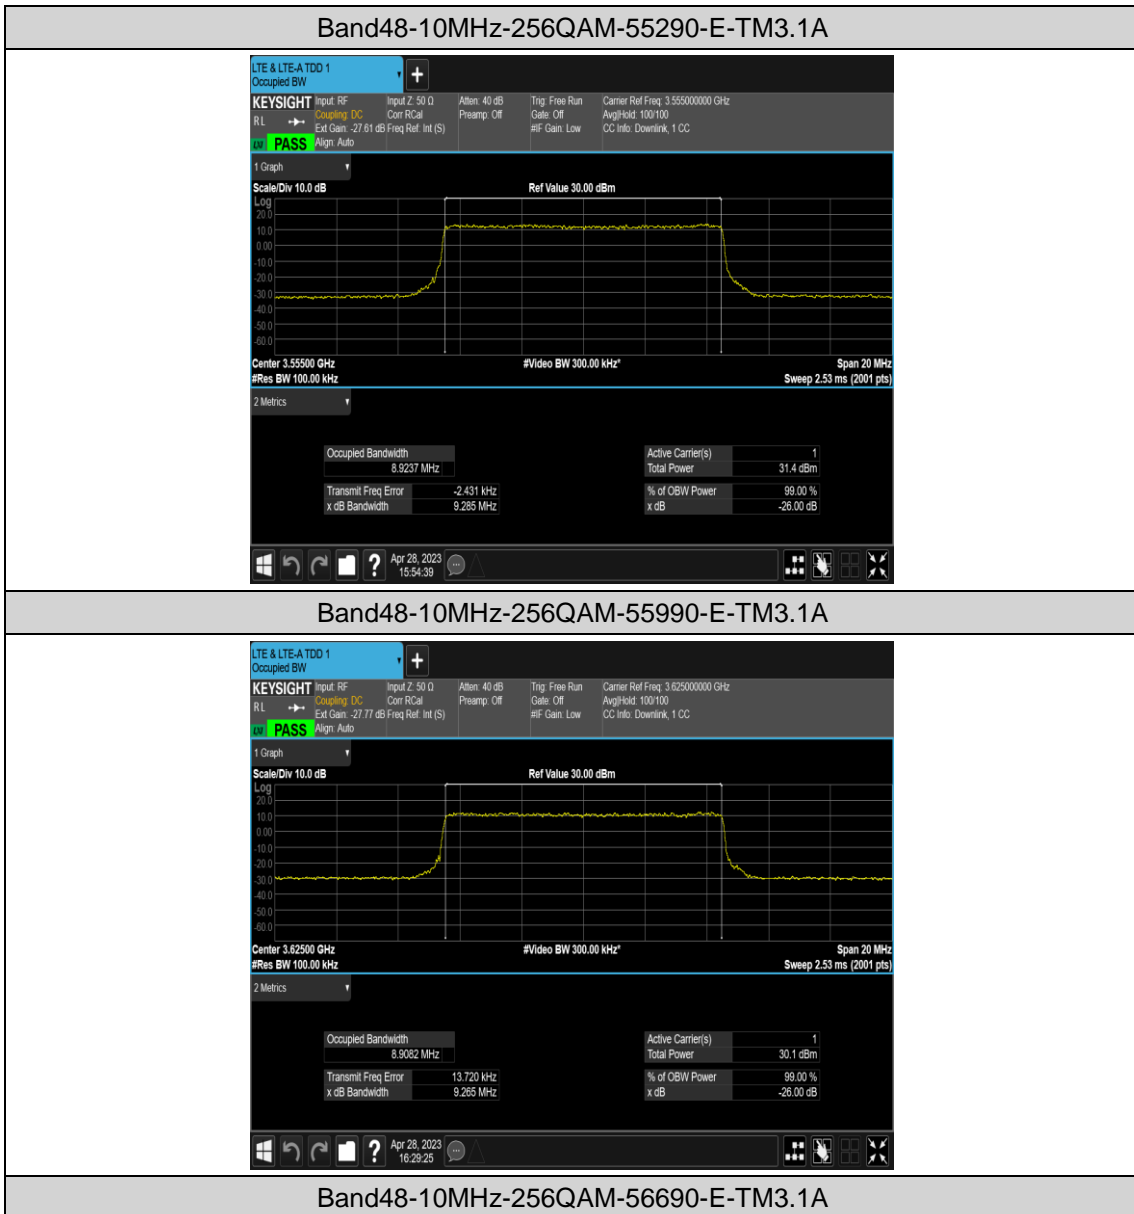 Band48-10MHz-256QAM-55290-E-TM3.1A
LTE & LTE-A TDD 1
Occupied BW
KEYSIGHT Input: RF Input Z: 50 Ω Atten: 40 dB Trig: Free Run Carrier Ref Freq: 3.555000000 GHz
RL Coupling: DC Corr RCal Preamp: Off Gate: Off Avg|Hold: 100/100
Ext Gain: -27.61 dB Freq Ref: Int (S) #IF Gain: Low CC Info: Downlink, 1 CC
PASS Align: Auto
1 Graph
Scale/Div 10.0 dB Ref Value 30.00 dBm
Log
20.0
10.0
0.00
-10.0
-20.0
-30.0
-40.0
-50.0
-60.0
Center 3.55500 GHz #Video BW 300.00 kHz* Span 20 MHz
#Res BW 100.00 kHz Sweep 2.53 ms (2001 pts)
2 Metrics
Occupied Bandwidth Active Carrier(s) 1
8.9237 MHz Total Power 31.4 dBm
Transmit Freq Error -2.431 kHz % of OBW Power 99.00 %
x dB Bandwidth 9.285 MHz x dB -26.00 dB
Apr 28, 2023
15:54:39
Band48-10MHz-256QAM-55990-E-TM3.1A
LTE & LTE-A TDD 1
Occupied BW
KEYSIGHT Input: RF Input Z: 50 Ω Atten: 40 dB Trig: Free Run Carrier Ref Freq: 3.625000000 GHz
RL Coupling: DC Corr RCal Preamp: Off Gate: Off Avg|Hold: 100/100
Ext Gain: -27.77 dB Freq Ref: Int (S) #IF Gain: Low CC Info: Downlink, 1 CC
PASS Align: Auto
1 Graph
Scale/Div 10.0 dB Ref Value 30.00 dBm
Log
20.0
10.0
0.00
-10.0
-20.0
-30.0
-40.0
-50.0
-60.0
Center 3.62500 GHz #Video BW 300.00 kHz* Span 20 MHz
#Res BW 100.00 kHz Sweep 2.53 ms (2001 pts)
2 Metrics
Occupied Bandwidth Active Carrier(s) 1
8.9082 MHz Total Power 30.1 dBm
Transmit Freq Error 13.720 kHz % of OBW Power 99.00 %
x dB Bandwidth 9.265 MHz x dB -26.00 dB
Apr 28, 2023
16:29:25
Band48-10MHz-256QAM-56690-E-TM3.1A